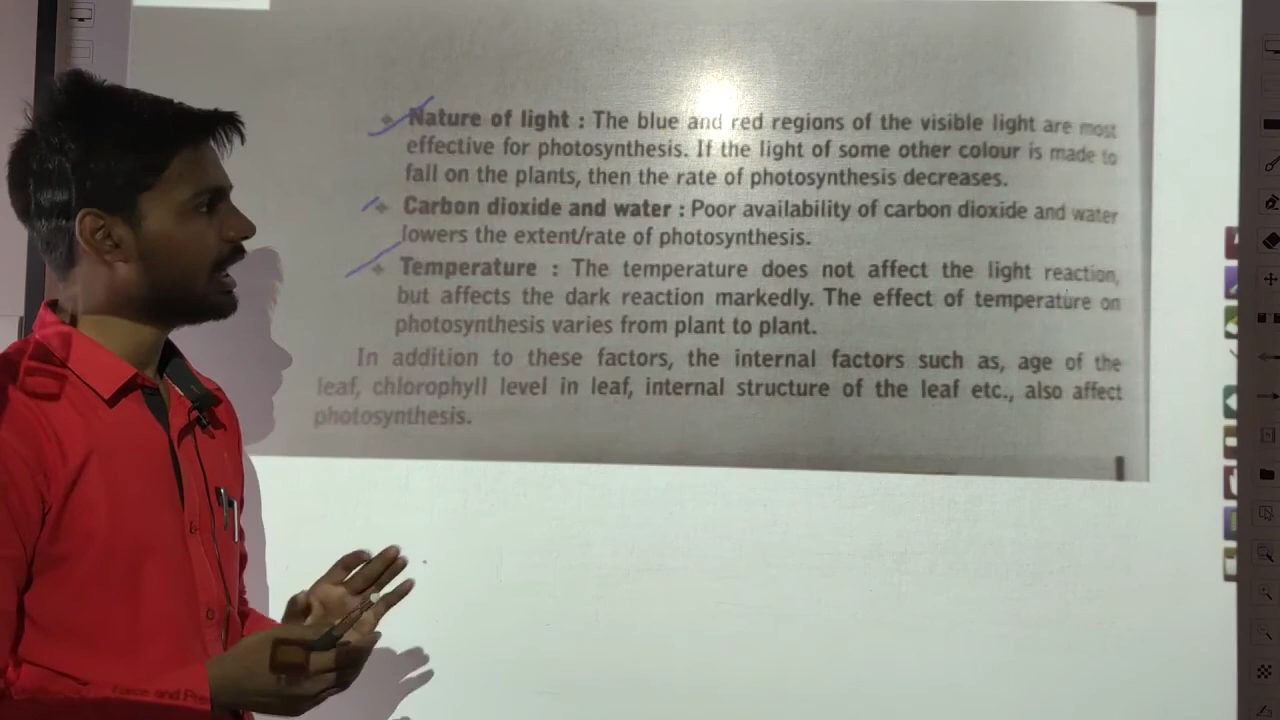 Nature of light : The blue and red regions of the visible light are most
effective for photosynthesis. If the light of some other colour is made to
fall on the plants, then the rate of photosynthesis decreases.
Carbon dioxide and water : Poor availability of carbon dioxide and water
lowers the extent/rate of photosynthesis.
Temperature : The temperature does not affect the light reaction,
but affects the dark reaction markedly. The effect of temperature on
photosynthesis varies from plant to plant.
In addition to these factors, the internal factors such as, age of the
leaf, chlorophyll level in leaf, internal structure of the leaf etc., also affect
photosynthesis.
Force and